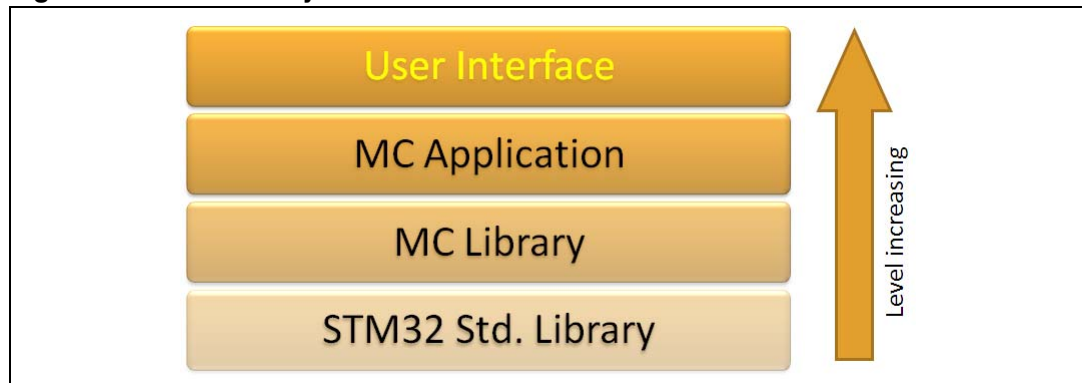 User Interface
MC Application
MC Library
STM32 Std. Library
Level increasing